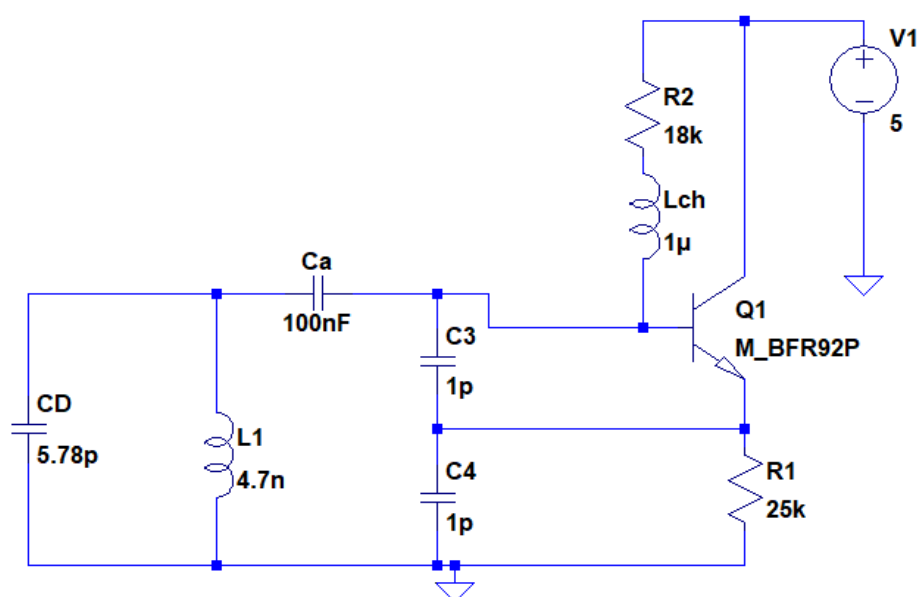 V1
+
−
5
R2
18k
Lch
1µ
Ca
100nF
Q1
M_BFR92P
C3
1p
CD
5.78p
L1
4.7n
C4
1p
R1
25k